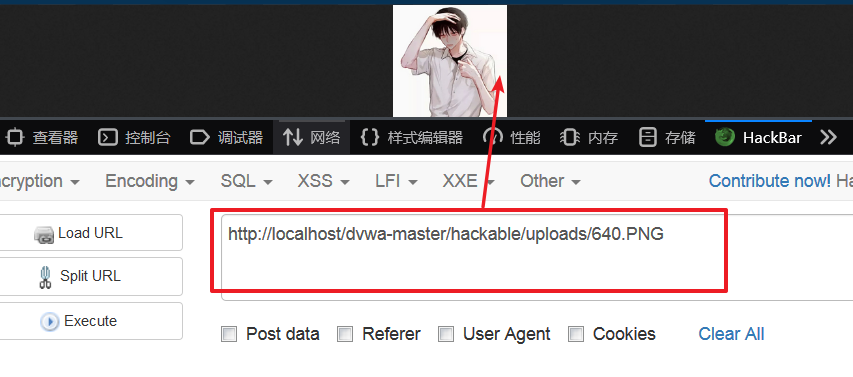 查看器 控制台 调试器 网络 样式编辑器 性能 内存 存储 HackBar
cryption Encoding SQL XSS LFI XXE Other Contribute now! Ha
Load URL
http://localhost/dvwa-master/hackable/uploads/640.PNG
Split URL
Execute
Post data Referer User Agent Cookies Clear All